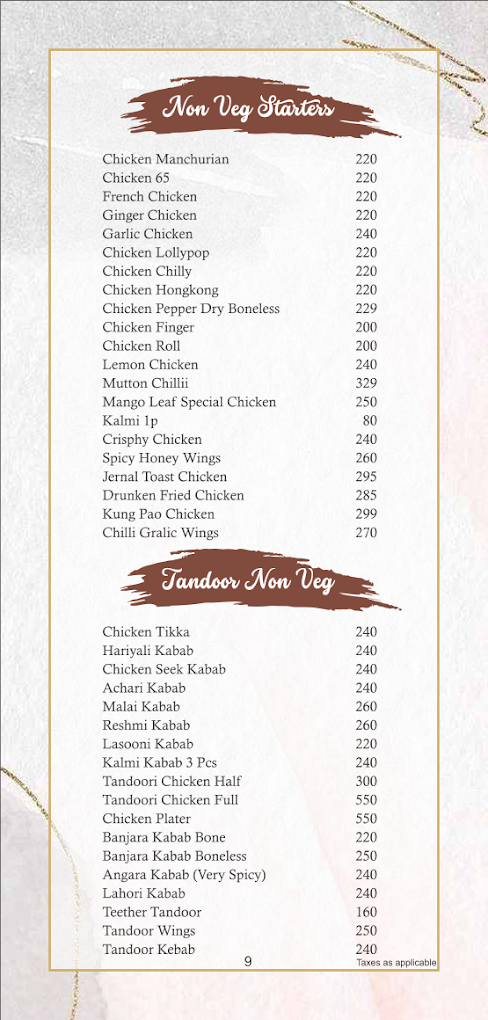 Non Veg Starters
Chicken Manchurian 220
Chicken 65 220
French Chicken 220
Ginger Chicken 220
Garlic Chicken 240
Chicken Lollypop 220
Chicken Chilly 220
Chicken Hongkong 220
Chicken Pepper Dry Boneless 229
Chicken Finger 200
Chicken Roll 200
Lemon Chicken 240
Mutton Chillii 329
Mango Leaf Special Chicken 250
Kalmi 1p 80
Crisphy Chicken 240
Spicy Honey Wings 260
Jernal Toast Chicken 295
Drunken Fried Chicken 285
Kung Pao Chicken 299
Chilli Gralic Wings 270
Tandoor Non Veg
Chicken Tikka 240
Hariyali Kabab 240
Chicken Seek Kabab 240
Achari Kabab 240
Malai Kabab 260
Reshmi Kabab 260
Lasooni Kabab 220
Kalmi Kabab 3 Pcs 240
Tandoori Chicken Half 300
Tandoori Chicken Full 550
Chicken Plater 550
Banjara Kabab Bone 220
Banjara Kabab Boneless 250
Angara Kabab (Very Spicy) 240
Lahori Kabab 240
Teether Tandoor 160
Tandoor Wings 250
Tandoor Kebab 240
9
Taxes as applicable